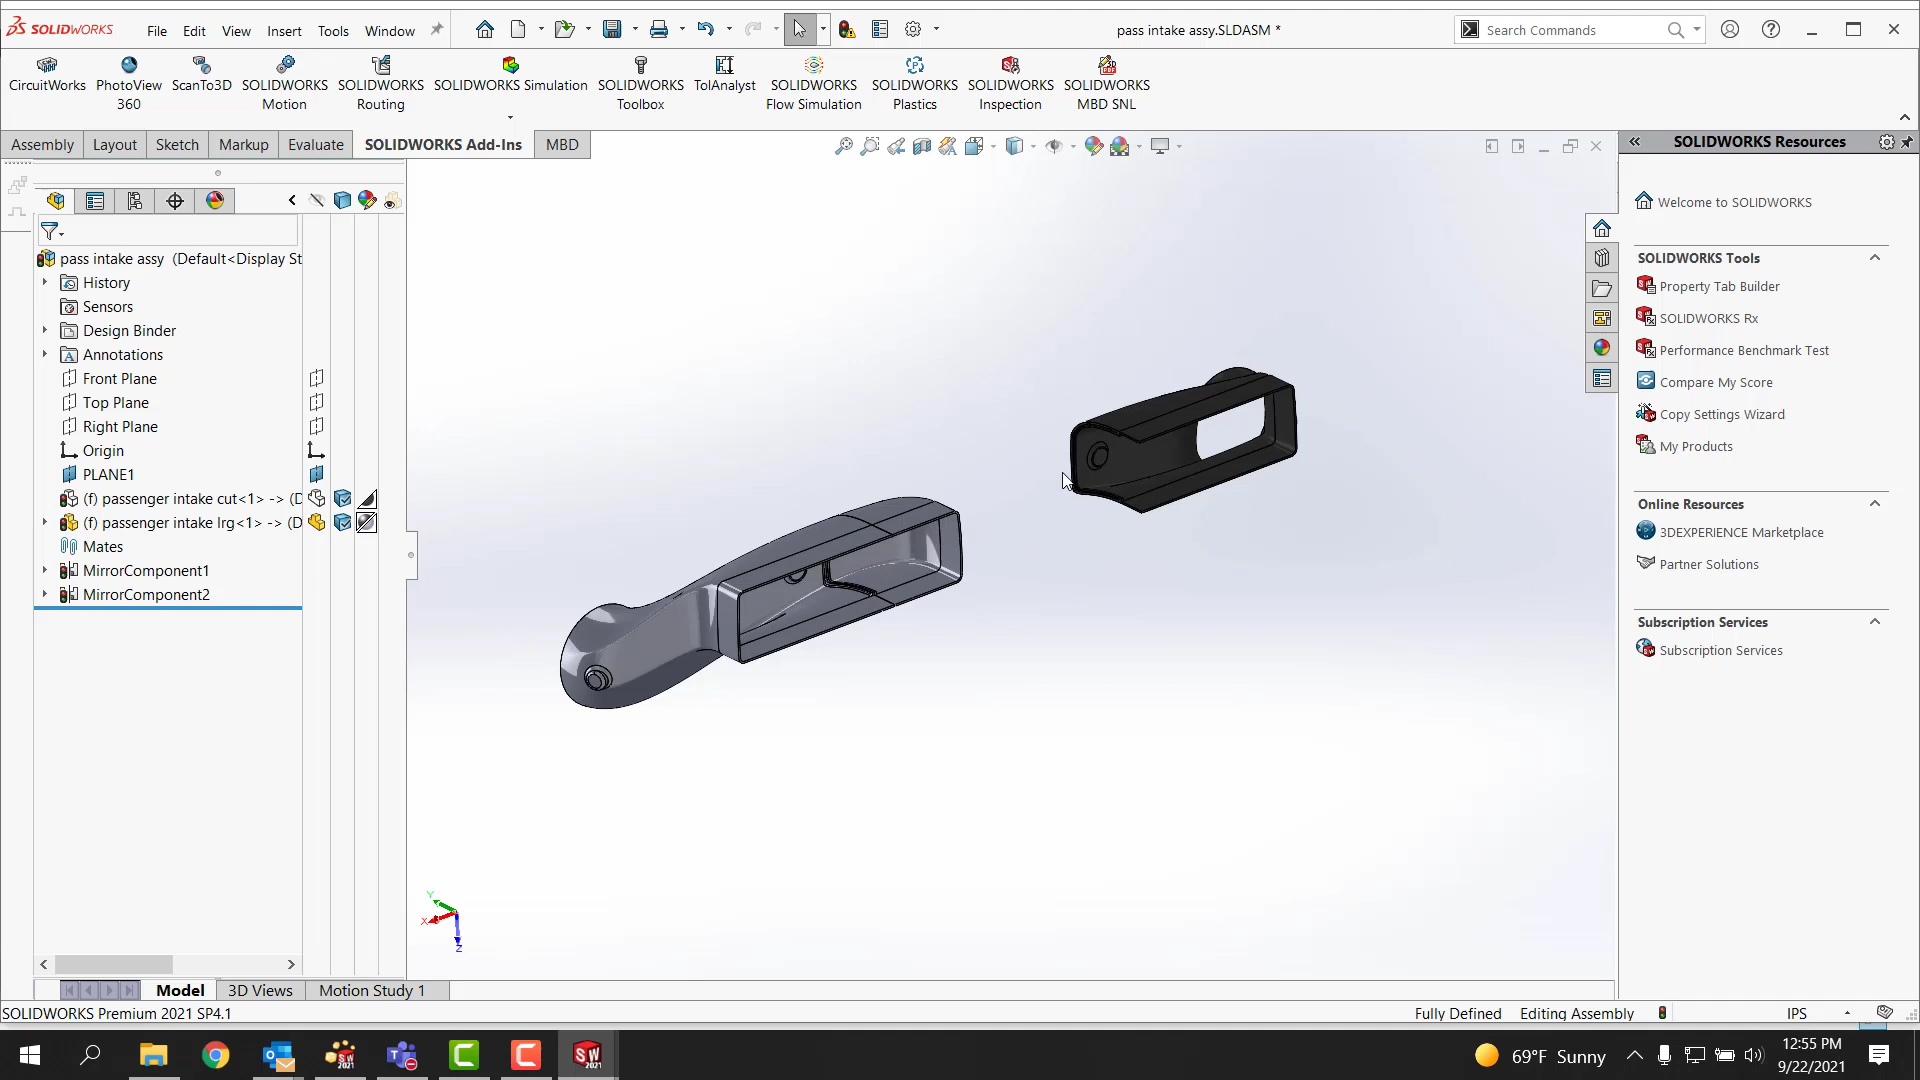 SOLIDWORKS File Edit View Insert Tools Window pass intake assy.SLDASM * Search Commands
CircuitWorks PhotoView 360 ScanTo3D SOLIDWORKS Motion SOLIDWORKS Routing SOLIDWORKS Simulation SOLIDWORKS Toolbox TolAnalyst SOLIDWORKS Flow Simulation SOLIDWORKS Plastics SOLIDWORKS Inspection SOLIDWORKS MBD SNL
Assembly Layout Sketch Markup Evaluate SOLIDWORKS Add-Ins MBD
pass intake assy (Default<Display St
History
Sensors
Design Binder
Annotations
Front Plane
Top Plane
Right Plane
Origin
PLANE1
(f) passenger intake cut<1> -> (D
(f) passenger intake lrg<1> -> (D
Mates
MirrorComponent1
MirrorComponent2
Y
X
Z
SOLIDWORKS Resources
Welcome to SOLIDWORKS
SOLIDWORKS Tools
Property Tab Builder
SOLIDWORKS Rx
Performance Benchmark Test
Compare My Score
Copy Settings Wizard
My Products
Online Resources
3DEXPERIENCE Marketplace
Partner Solutions
Subscription Services
Subscription Services
Model 3D Views Motion Study 1
SOLIDWORKS Premium 2021 SP4.1 Fully Defined Editing Assembly IPS
69°F Sunny 12:55 PM
9/22/2021